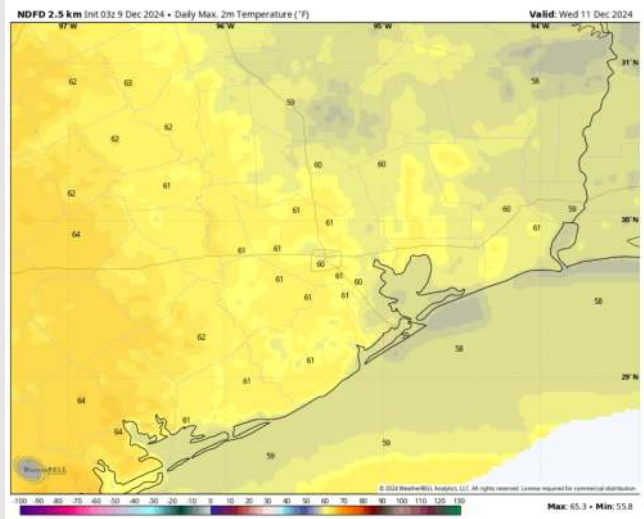 NDFD 2.5 km Init 03z 9 Dec 2024 • Daily Max. 2m Temperature (°F)
Valid: Wed 11 Dec 2024
97°W 96°W 95°W 94°W
31°N
62 63 58
59
62 62
60 60
62 61
61 60 59
64 61 61
61 61 30°N
60
61 61 60
61 61 58
62 58
61
61 29°N
64
64 61
59
59
WEATHERBELL
© 2024 WeatherBELL Analytics, LLC. All rights reserved. License required for commercial distribution.
-100 -90 -80 -70 -60 -50 -40 -30 -20 -10 0 10 20 30 40 50 60 70 80 90 100 110 120 130
Max: 65.3 • Min: 55.8